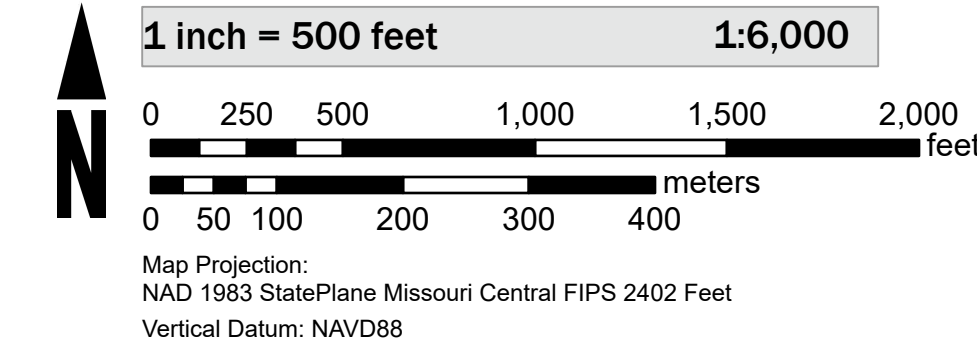 1 inch = 500 feet 1:6,000
0 250 500 1,000 1,500 2,000
feet
N
meters
0 50 100 200 300 400
Map Projection:
NAD 1983 StatePlane Missouri Central FIPS 2402 Feet
Vertical Datum: NAVD88